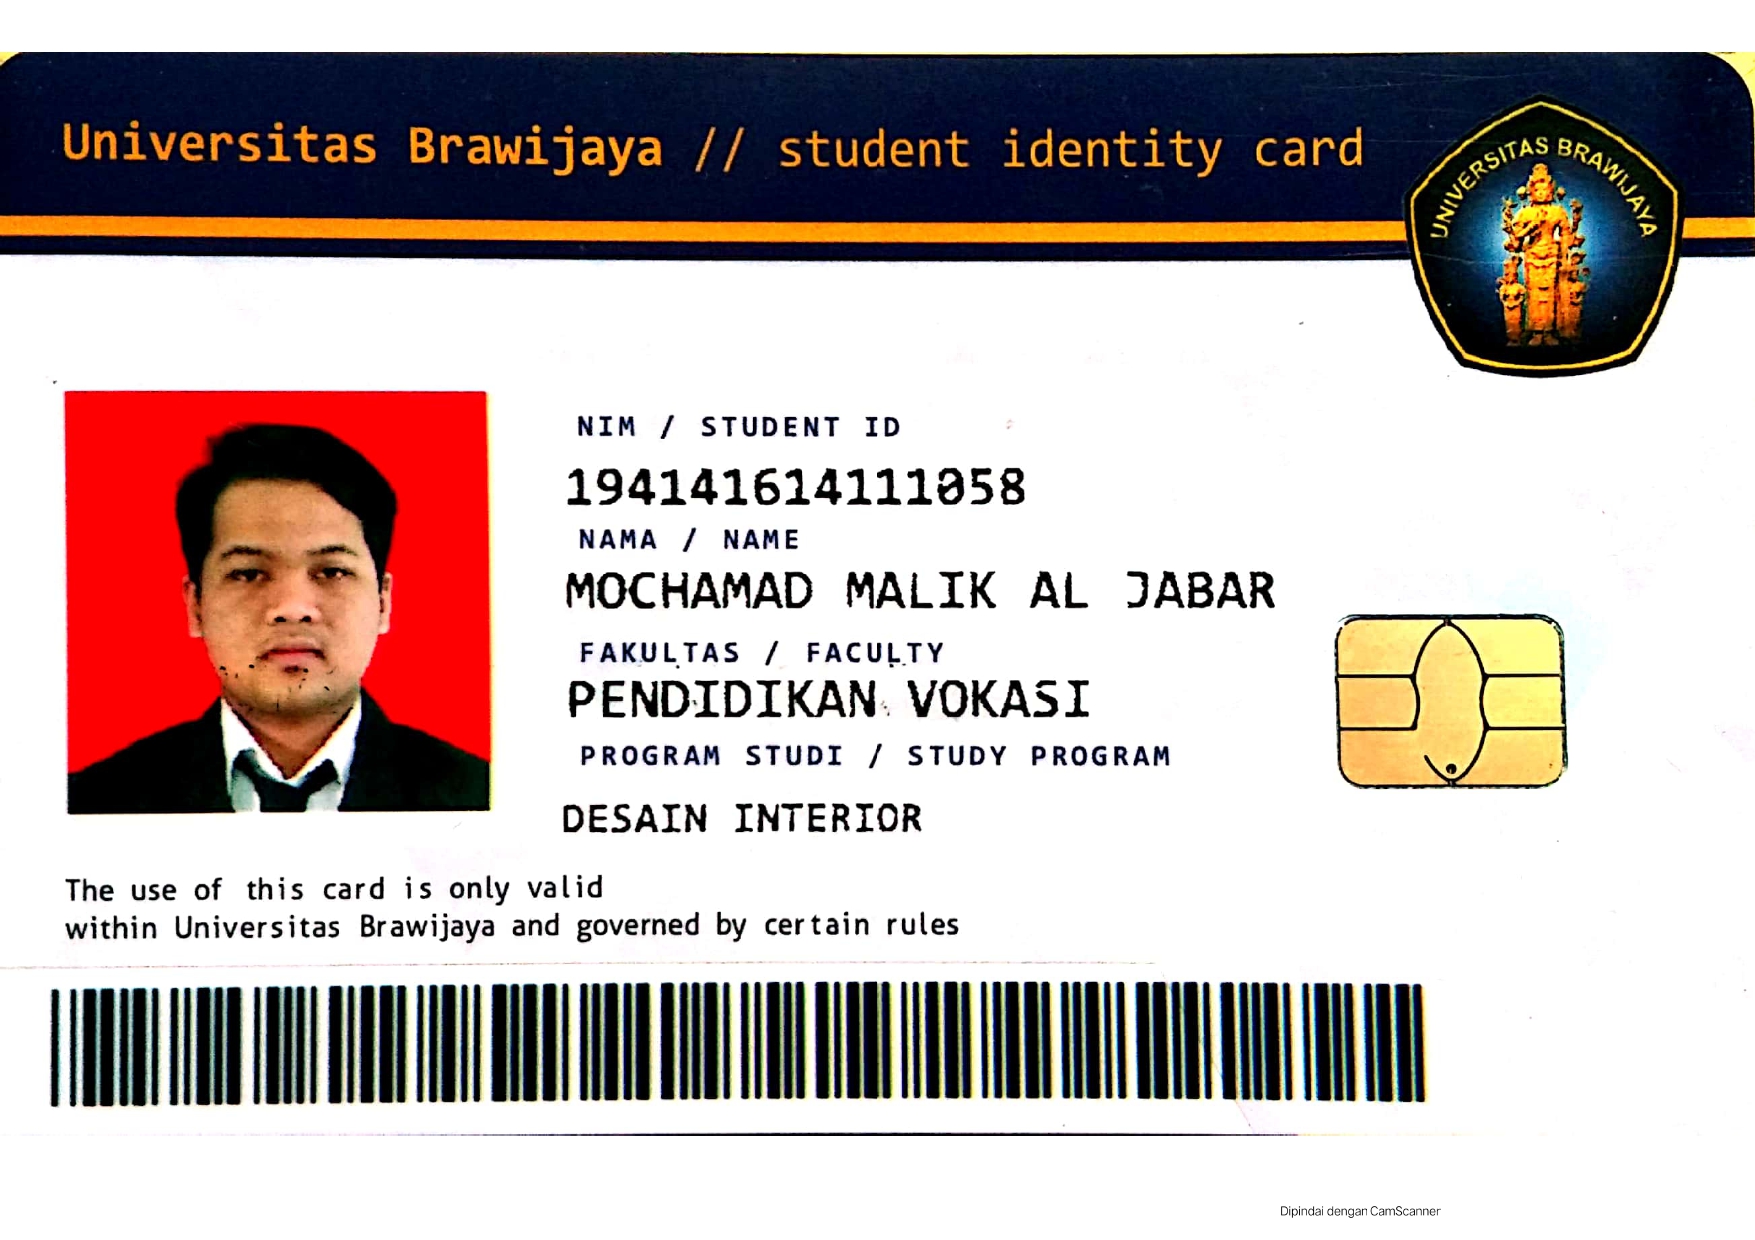 Universitas Brawijaya // student identity card
UNIVERSITAS BRAWIJAYA
NIM / STUDENT ID
194141614111058
NAMA / NAME
MOCHAMAD MALIK AL JABAR
FAKULTAS / FACULTY
PENDIDIKAN VOKASI
PROGRAM STUDI / STUDY PROGRAM
DESAIN INTERIOR
The use of this card is only valid
within Universitas Brawijaya and governed by certain rules
Dipindai dengan CamScanner